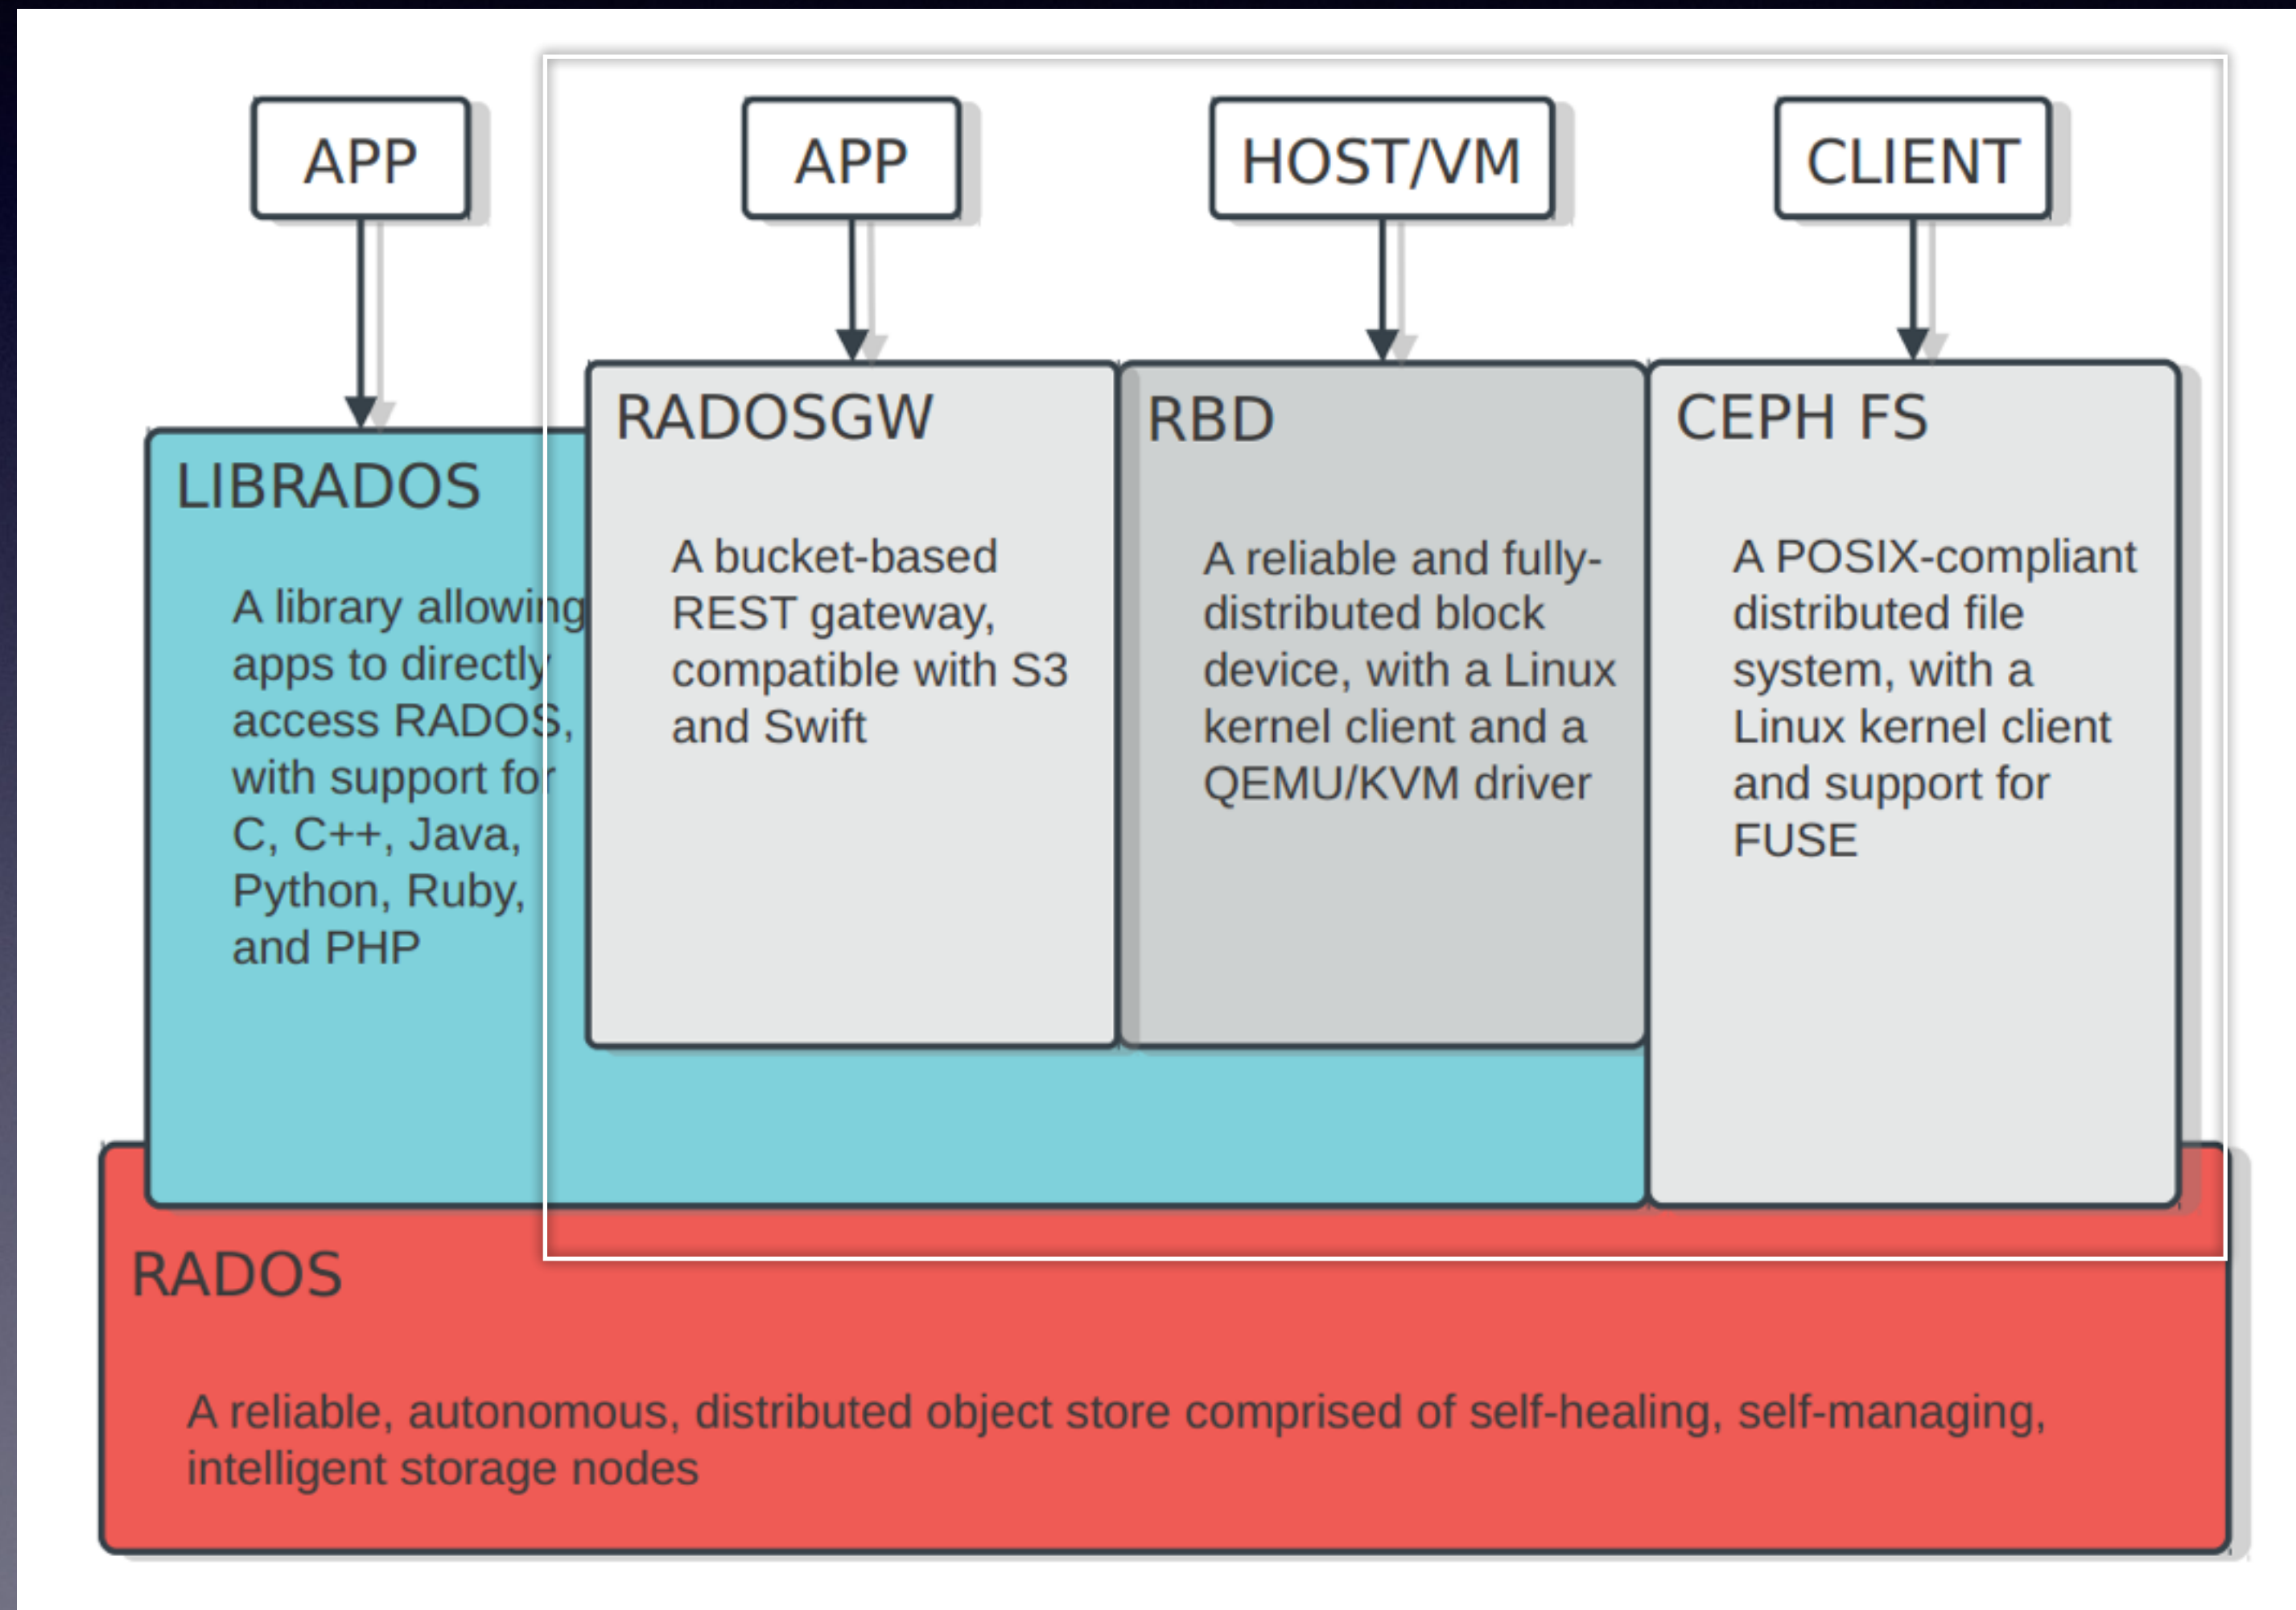 APP
APP
HOST/VM
CLIENT
LIBRADOS
A library allowing
apps to directly
access RADOS,
with support for
C, C++, Java,
Python, Ruby,
and PHP
RADOSGW
A bucket-based
REST gateway,
compatible with S3
and Swift
RBD
A reliable and fully-
distributed block
device, with a Linux
kernel client and a
QEMU/KVM driver
CEPH FS
A POSIX-compliant
distributed file
system, with a
Linux kernel client
and support for
FUSE
RADOS
A reliable, autonomous, distributed object store comprised of self-healing, self-managing,
intelligent storage nodes